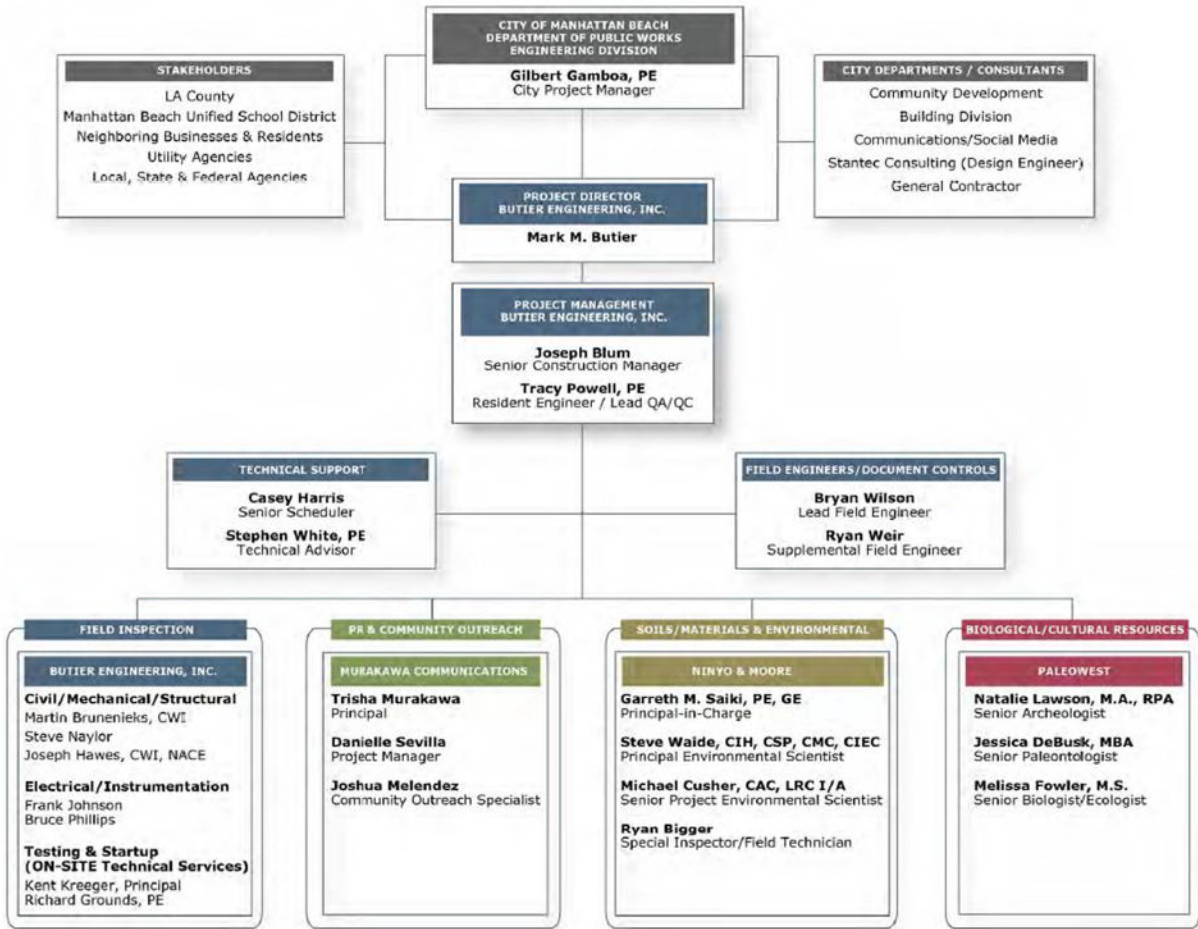 CITY OF MANHATTAN BEACH
DEPARTMENT OF PUBLIC WORKS
ENGINEERING DIVISION
Gilbert Gamboa, PE
City Project Manager
STAKEHOLDERS
LA County
Manhattan Beach Unified School District
Neighboring Businesses & Residents
Utility Agencies
Local, State & Federal Agencies
CITY DEPARTMENTS / CONSULTANTS
Community Development
Building Division
Communications/Social Media
Stantec Consulting (Design Engineer)
General Contractor
PROJECT DIRECTOR
BUTIER ENGINEERING, INC.
Mark M. Butier
PROJECT MANAGEMENT
BUTIER ENGINEERING, INC.
Joseph Blum
Senior Construction Manager
Tracy Powell, PE
Resident Engineer / Lead QA/QC
TECHNICAL SUPPORT
Casey Harris
Senior Scheduler
Stephen White, PE
Technical Advisor
FIELD ENGINEERS/DOCUMENT CONTROLS
Bryan Wilson
Lead Field Engineer
Ryan Weir
Supplemental Field Engineer
FIELD INSPECTION
BUTIER ENGINEERING, INC.
Civil/Mechanical/Structural
Martin Brunenieks, CWI
Steve Naylor
Joseph Hawes, CWI, NACE
Electrical/Instrumentation
Frank Johnson
Bruce Phillips
Testing & Startup
(ON-SITE Technical Services)
Kent Kreeger, Principal
Richard Grounds, PE
PR & COMMUNITY OUTREACH
MURAKAWA COMMUNICATIONS
Trisha Murakawa
Principal
Danielle Sevilla
Project Manager
Joshua Melendez
Community Outreach Specialist
SOILS/MATERIALS & ENVIRONMENTAL
NINYO & MOORE
Garreth M. Saiki, PE, GE
Principal-in-Charge
Steve Waide, CIH, CSP, CMC, CIEC
Principal Environmental Scientist
Michael Cusher, CAC, LRC I/A
Senior Project Environmental Scientist
Ryan Bigger
Special Inspector/Field Technician
BIOLOGICAL/CULTURAL RESOURCES
PALEOWEST
Natalie Lawson, M.A., RPA
Senior Archeologist
Jessica DeBusk, MBA
Senior Paleontologist
Melissa Fowler, M.S.
Senior Biologist/Ecologist